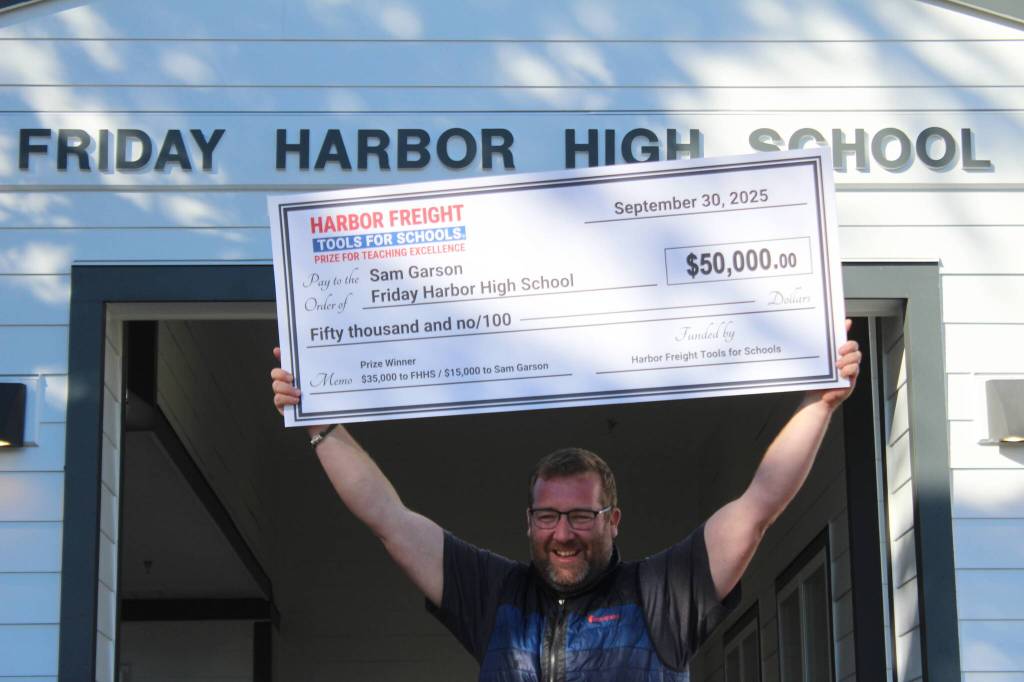 FRIDAY HARBOR HIGH SCHOOL
HARBOR FREIGHT
TOOLS FOR SCHOOLS
PRIZE FOR TEACHING EXCELLENCE
September 30, 2025
Pay to the
Order of
Sam Garson
Friday Harbor High School
$50,000.00
Fifty thousand and no/100
Dollars
Funded by
Harbor Freight Tools for Schools
Memo
Prize Winner
$35,000 to FHHS / $15,000 to Sam Garson